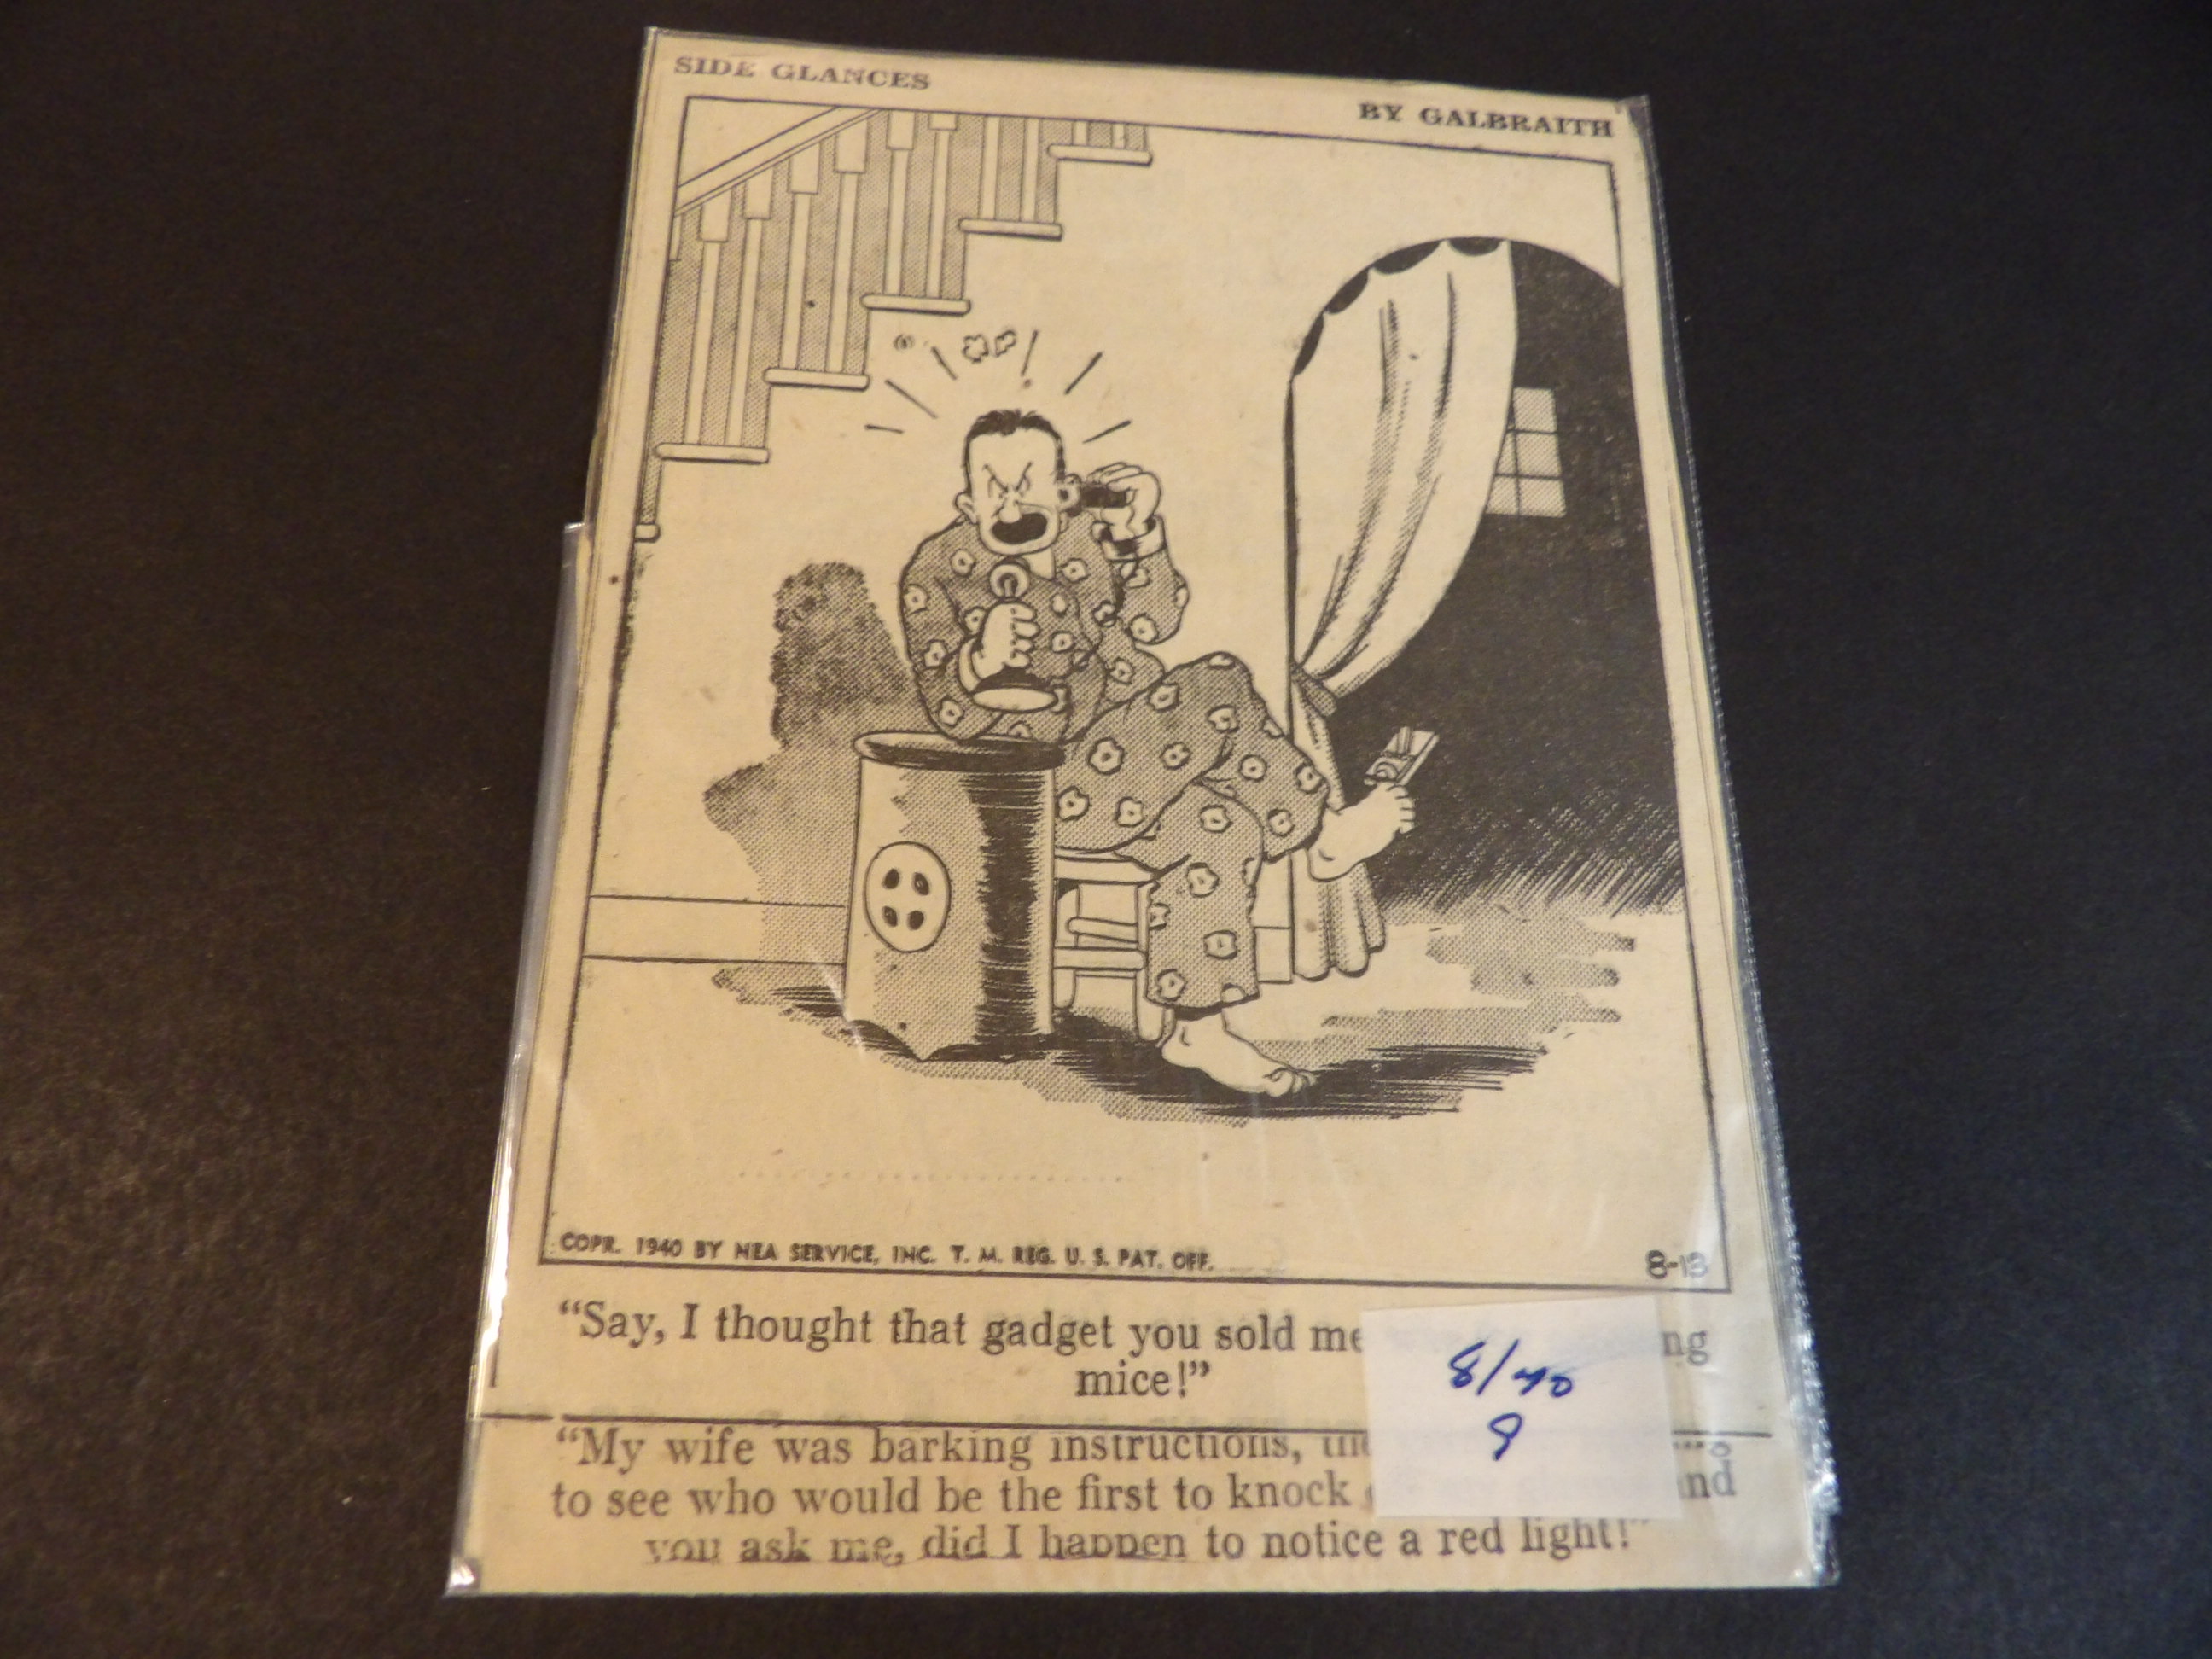 SIDE GLANCES
BY GALBRAITH
COPR. 1940 BY NEA SERVICE, INC. T. M. REG. U. S. PAT. OFF.
8-13
"Say, I thought that gadget you sold me ng
mice!"
8/40
9
"My wife was barking instructions,
to see who would be the first to knock nd
you ask me, did I happen to notice a red light!"